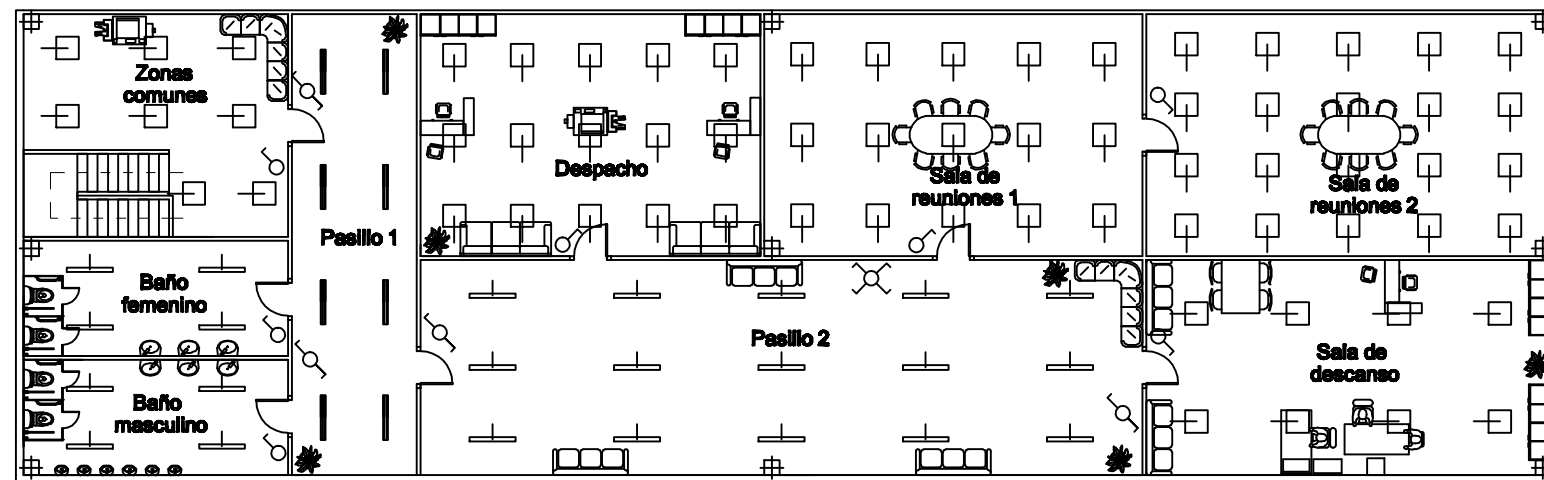 Zonas
comunes
Despacho
Sala de
reuniones 1
Sala de
reuniones 2
Pasillo 1
Baño
femenino
Pasillo 2
Sala de
descanso
Baño
masculino